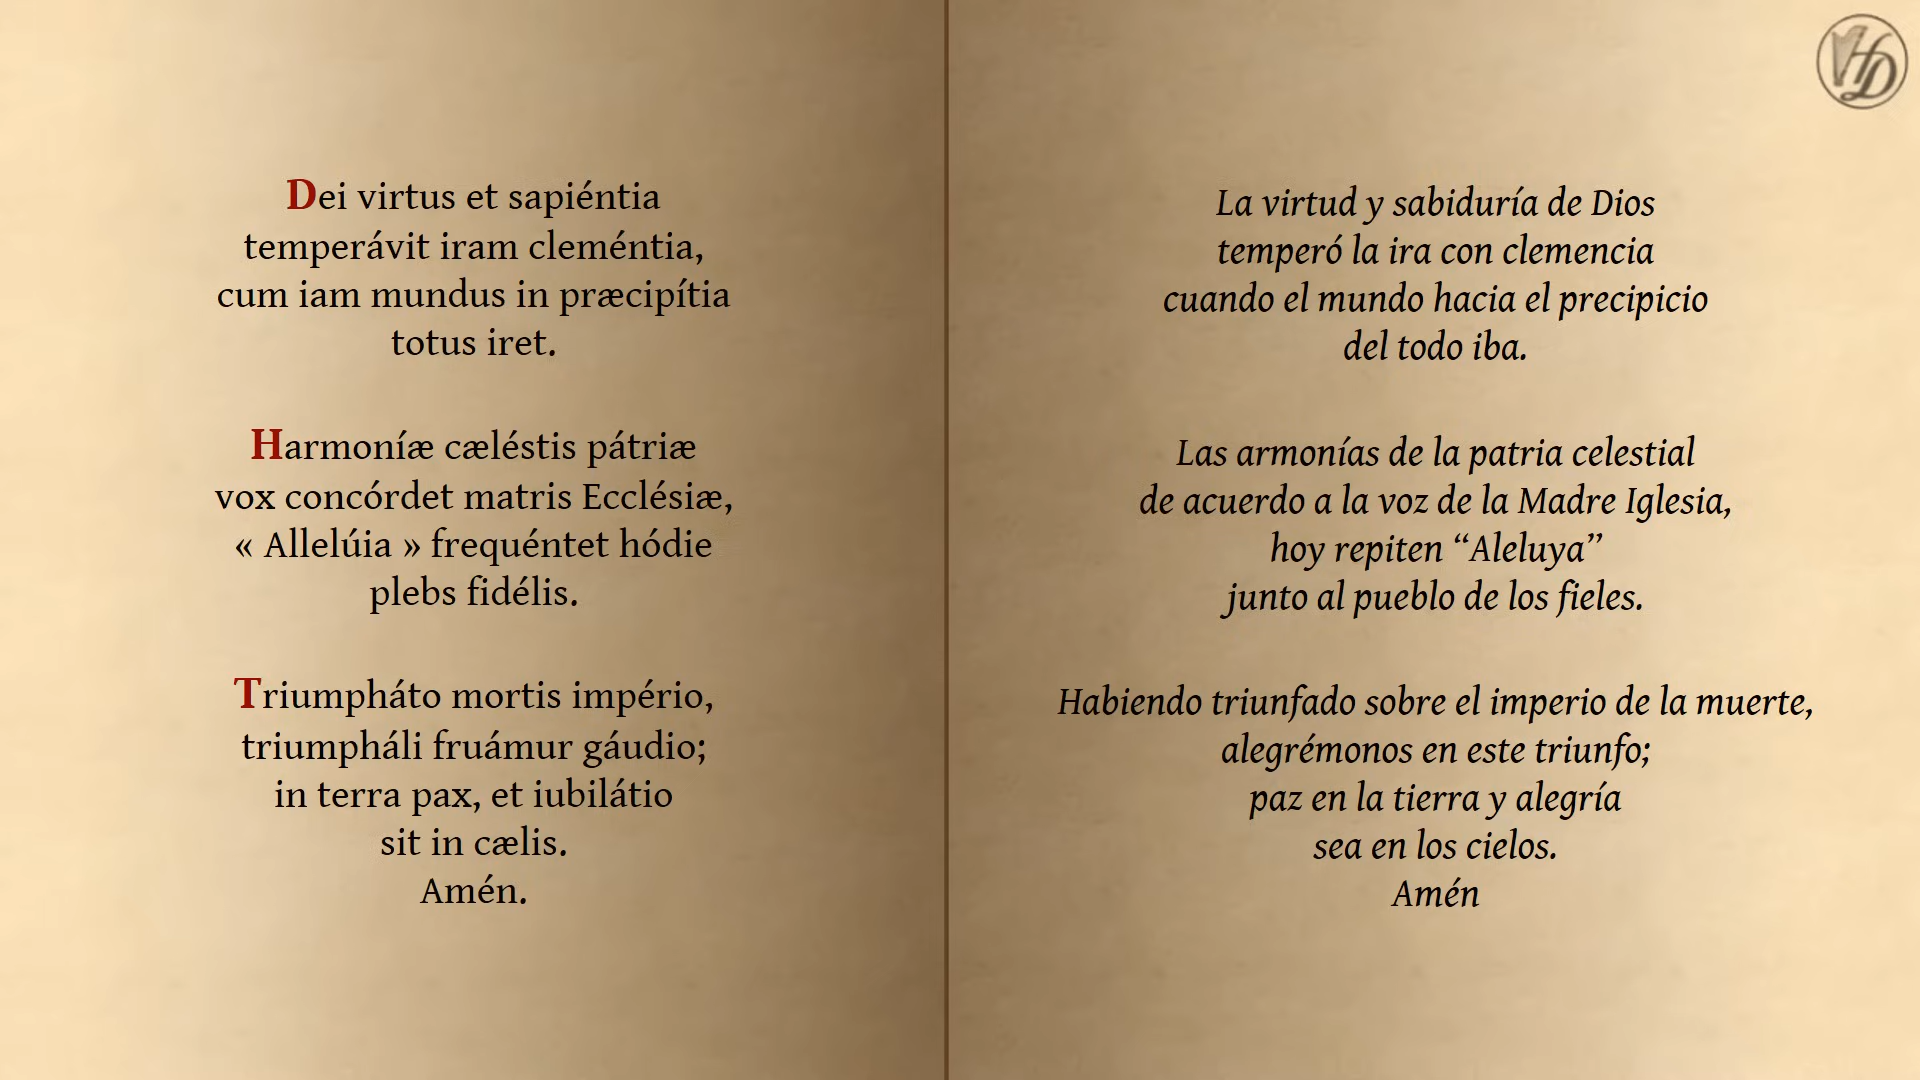 Dei virtus et sapiéntia
temperávit iram cleméntia,
cum iam mundus in præcipítia
totus iret.
Harmoníæ cæléstis pátriæ
vox concórdet matris Ecclésiæ,
« Allelúia » frequéntet hódie
plebs fidélis.
Triumpháto mortis império,
triumpháli fruámur gáudio;
in terra pax, et iubilátio
sit in cælis.
Amén.
La virtud y sabiduría de Dios
temperó la ira con clemencia
cuando el mundo hacia el precipicio
del todo iba.
Las armonías de la patria celestial
de acuerdo a la voz de la Madre Iglesia,
hoy repiten “Aleluya”
junto al pueblo de los fieles.
Habiendo triunfado sobre el imperio de la muerte,
alegrémonos en este triunfo;
paz en la tierra y alegría
sea en los cielos.
Amén
HD